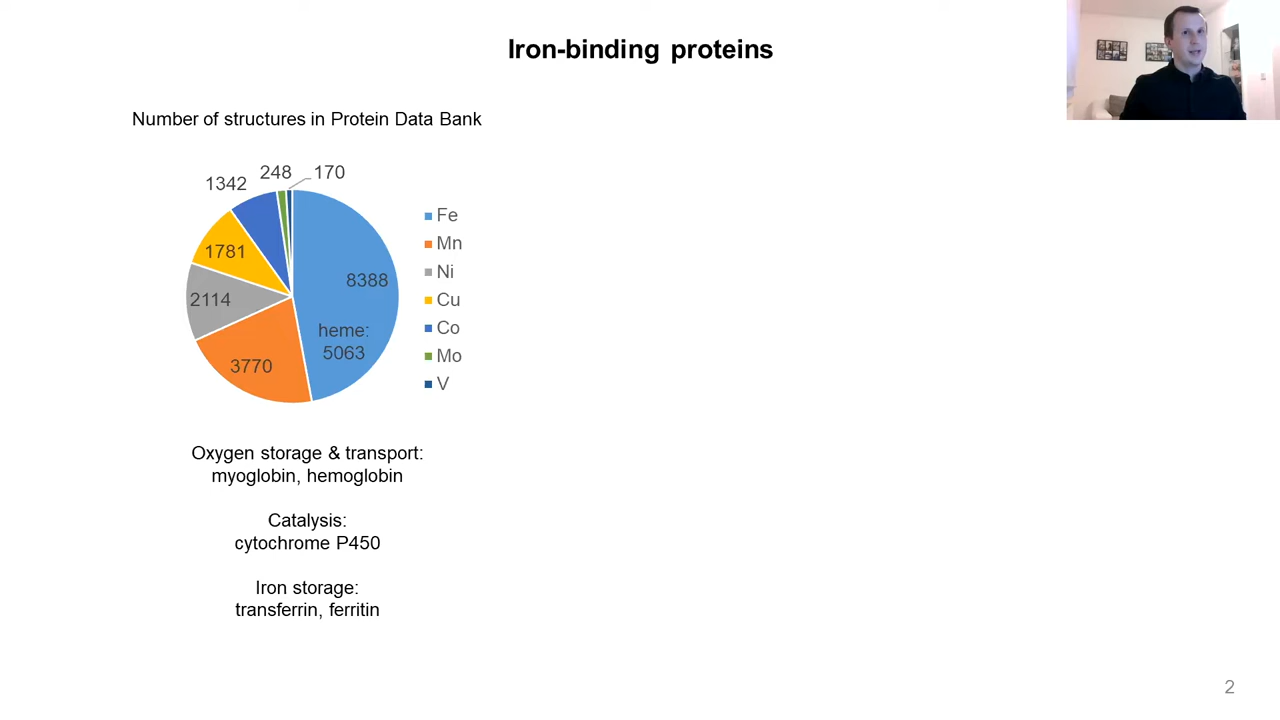 Iron-binding proteins
Number of structures in Protein Data Bank
248
170
1342
1781
8388
2114
heme:
5063
3770
Fe
Mn
Ni
Cu
Co
Mo
V
Oxygen storage & transport:
myoglobin, hemoglobin
Catalysis:
cytochrome P450
Iron storage:
transferrin, ferritin
2